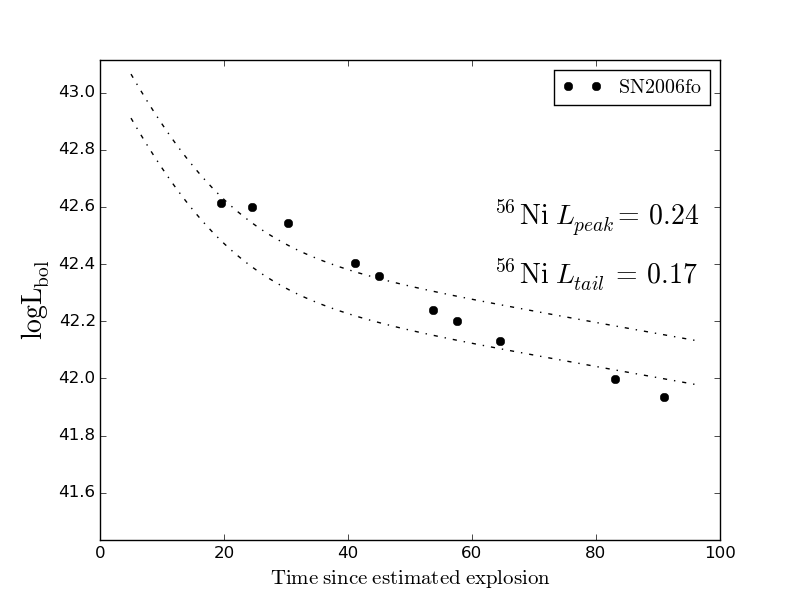 SN2006fo
⁵⁶Ni L_peak = 0.24
⁵⁶Ni L_tail = 0.17
logL_bol
43.0
42.8
42.6
42.4
42.2
42.0
41.8
41.6
0 20 40 60 80 100
Time since estimated explosion